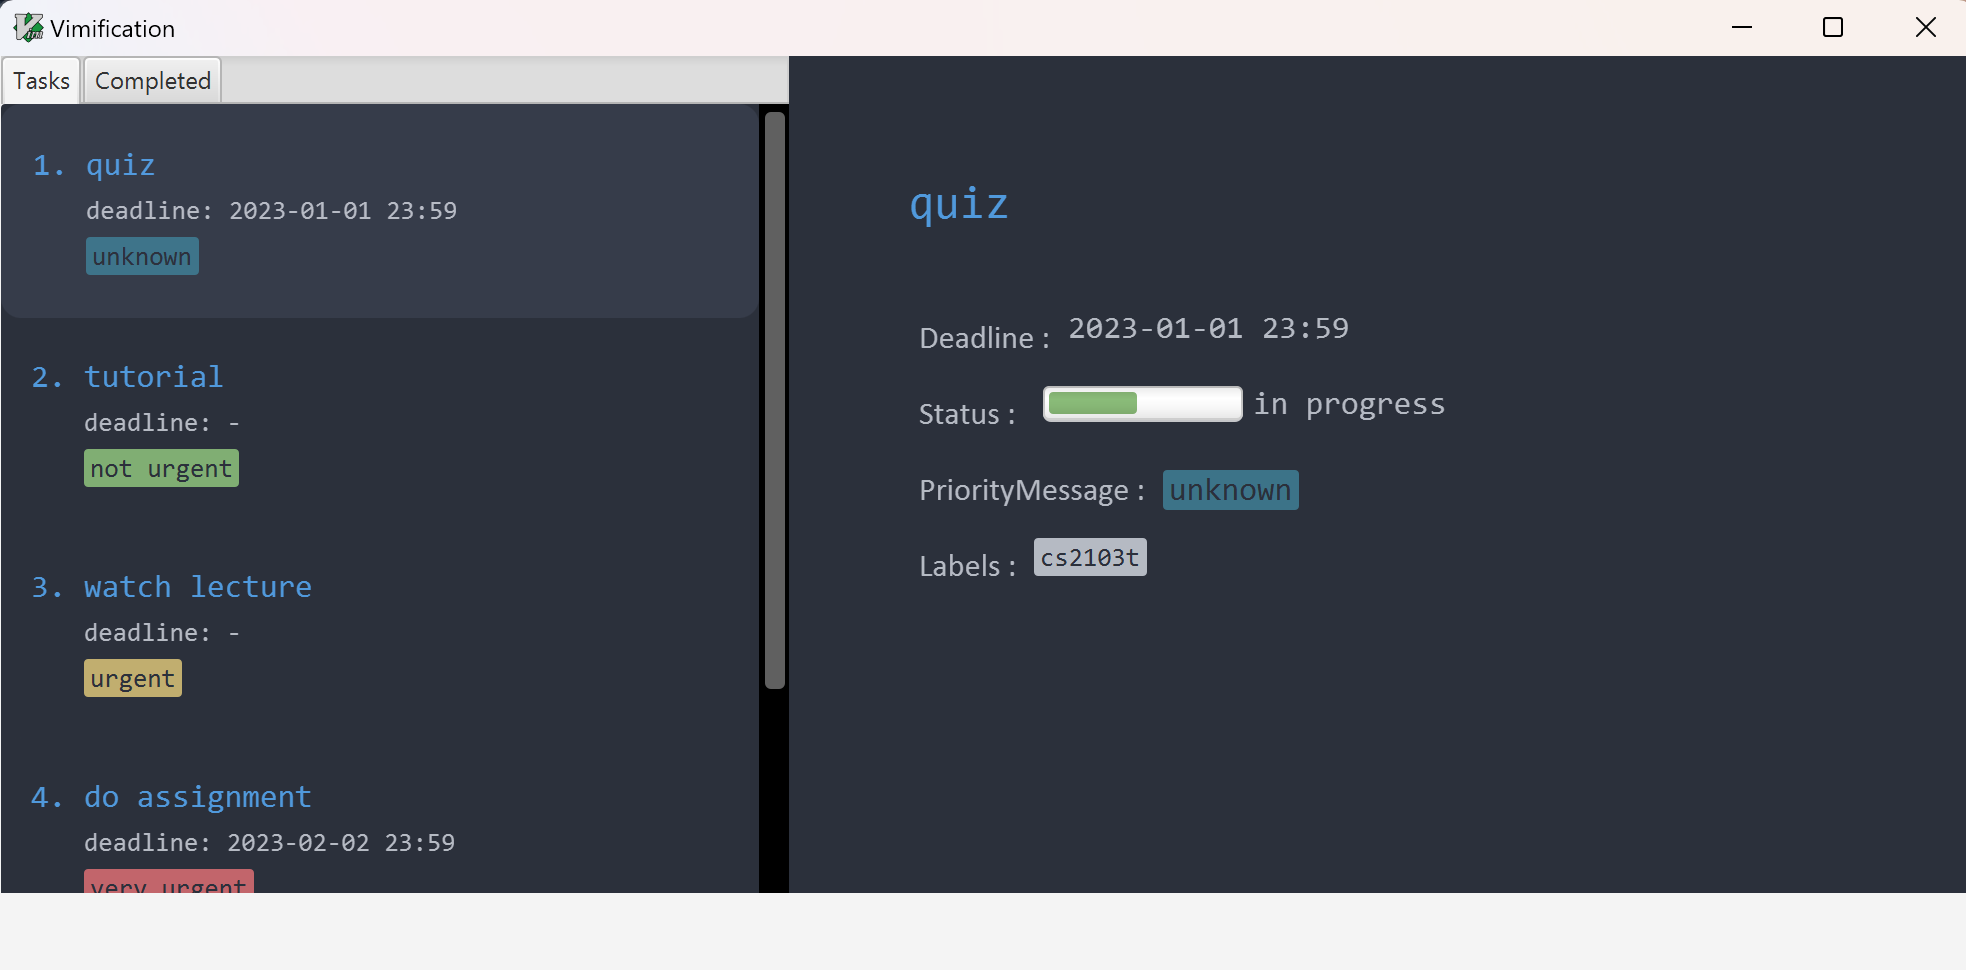 Vimification
Tasks Completed
1. quiz
deadline: 2023-01-01 23:59
unknown
2. tutorial
deadline: -
not urgent
3. watch lecture
deadline: -
urgent
4. do assignment
deadline: 2023-02-02 23:59
very urgent
quiz
Deadline : 2023-01-01 23:59
Status : in progress
PriorityMessage : unknown
Labels : cs2103t